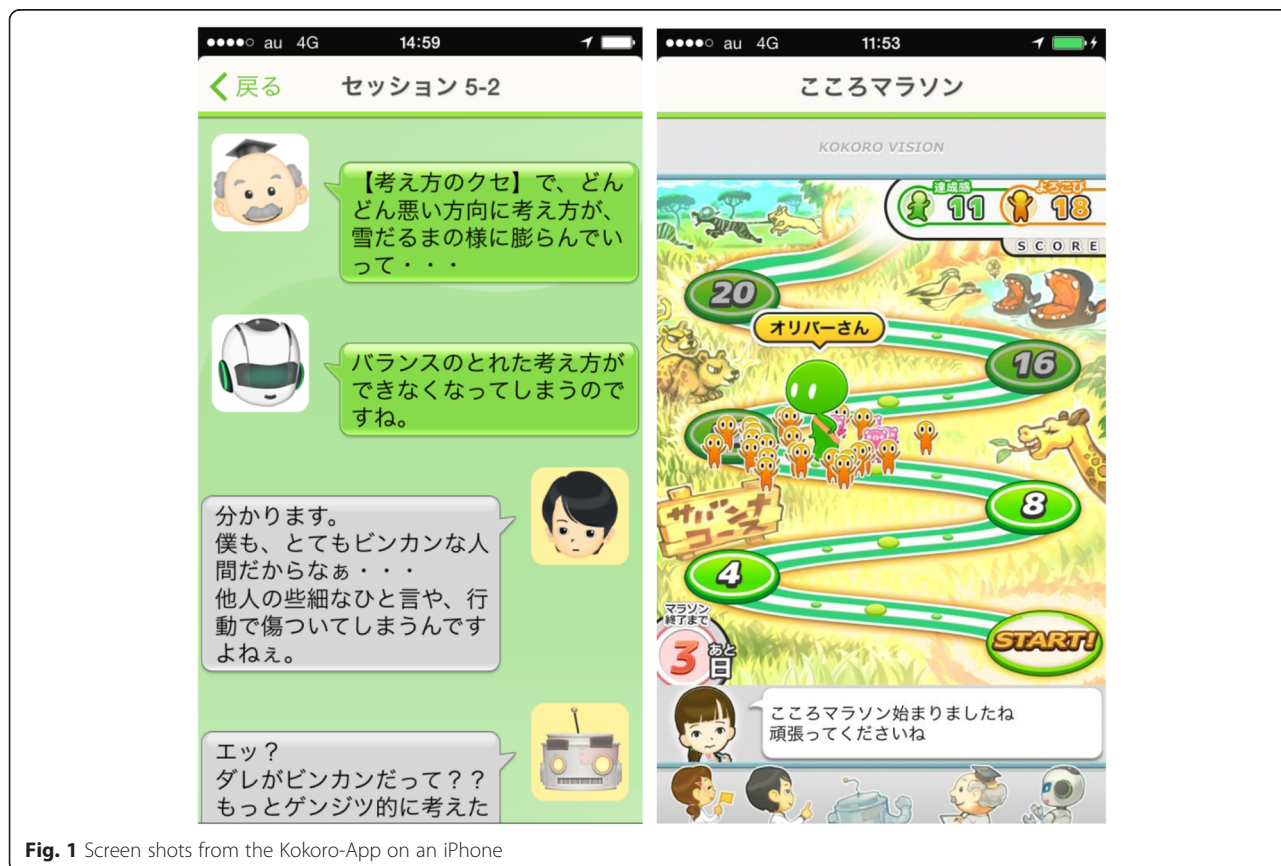 au 4G 14:59
戻る セッション 5-2
【考え方のクセ】で、どん
どん悪い方向に考え方が、
雪だるまの様に膨らんでい
って・・・
バランスのとれた考え方が
できなくなってしまうので
すね。
分かります。
僕も、とてもビンカンな人
間だからなぁ・・・
他人の些細なひと言や、行
動で傷ついてしまうんです
よねぇ。
エッ？
ダレがビンカンだって？？
もっとゲンジツ的に考えた
au 4G 11:53
こころマラソン
KOKORO VISION
達成感 よろこび
11 18
SCORE
20
オリバーさん
16
8
サバンナ
コース
4
マラソン
終了まで
あと
3日
START!
こころマラソン始まりましたね
頑張ってくださいね
Fig. 1 Screen shots from the Kokoro-App on an iPhone